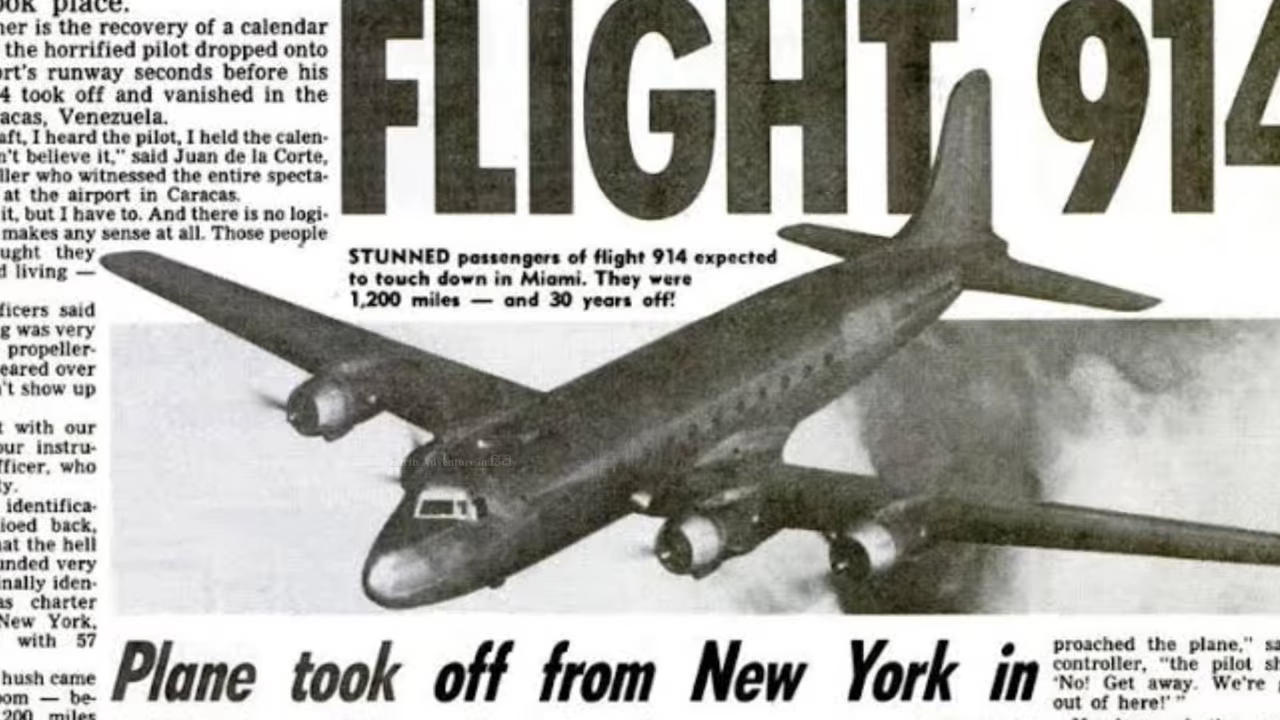 ook place.
ner is the recovery of a calendar
the horrified pilot dropped onto
ort's runway seconds before his
4 took off and vanished in the
acas, Venezuela.
aft, I heard the pilot, I held the calen-
n't believe it," said Juan de la Corte,
ller who witnessed the entire specta-
at the airport in Caracas.
it, but I have to. And there is no logi-
makes any sense at all. Those people
ught they
d living —
ficers said
g was very
propeller-
eared over
n't show up
t with our
our instru-
fficer, who
y.
identifica-
ioed back,
hat the hell
unded very
inally iden-
as charter
New York,
with 57
hush came
oom — be-
200 miles
FLIGHT 914
STUNNED passengers of flight 914 expected
to touch down in Miami. They were
1,200 miles — and 30 years off!
Plane took off from New York in
proached the plane," sa
controller, "the pilot sh
'No! Get away. We're
out of here!' "